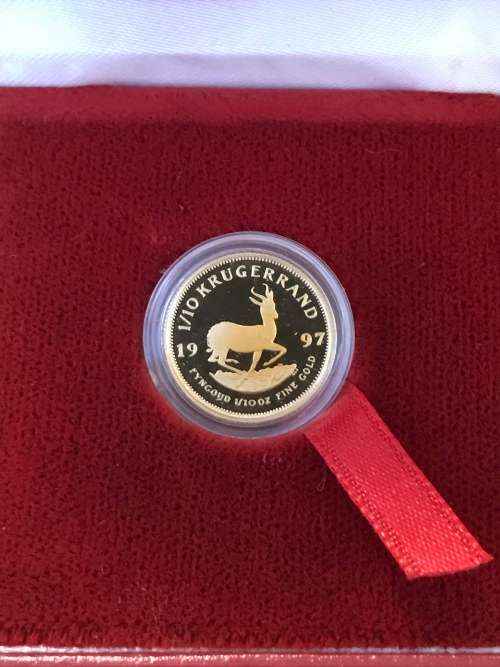 1/10 KRUGERRAND
19 97
FYNGOUD 1/10 OZ FINE GOLD